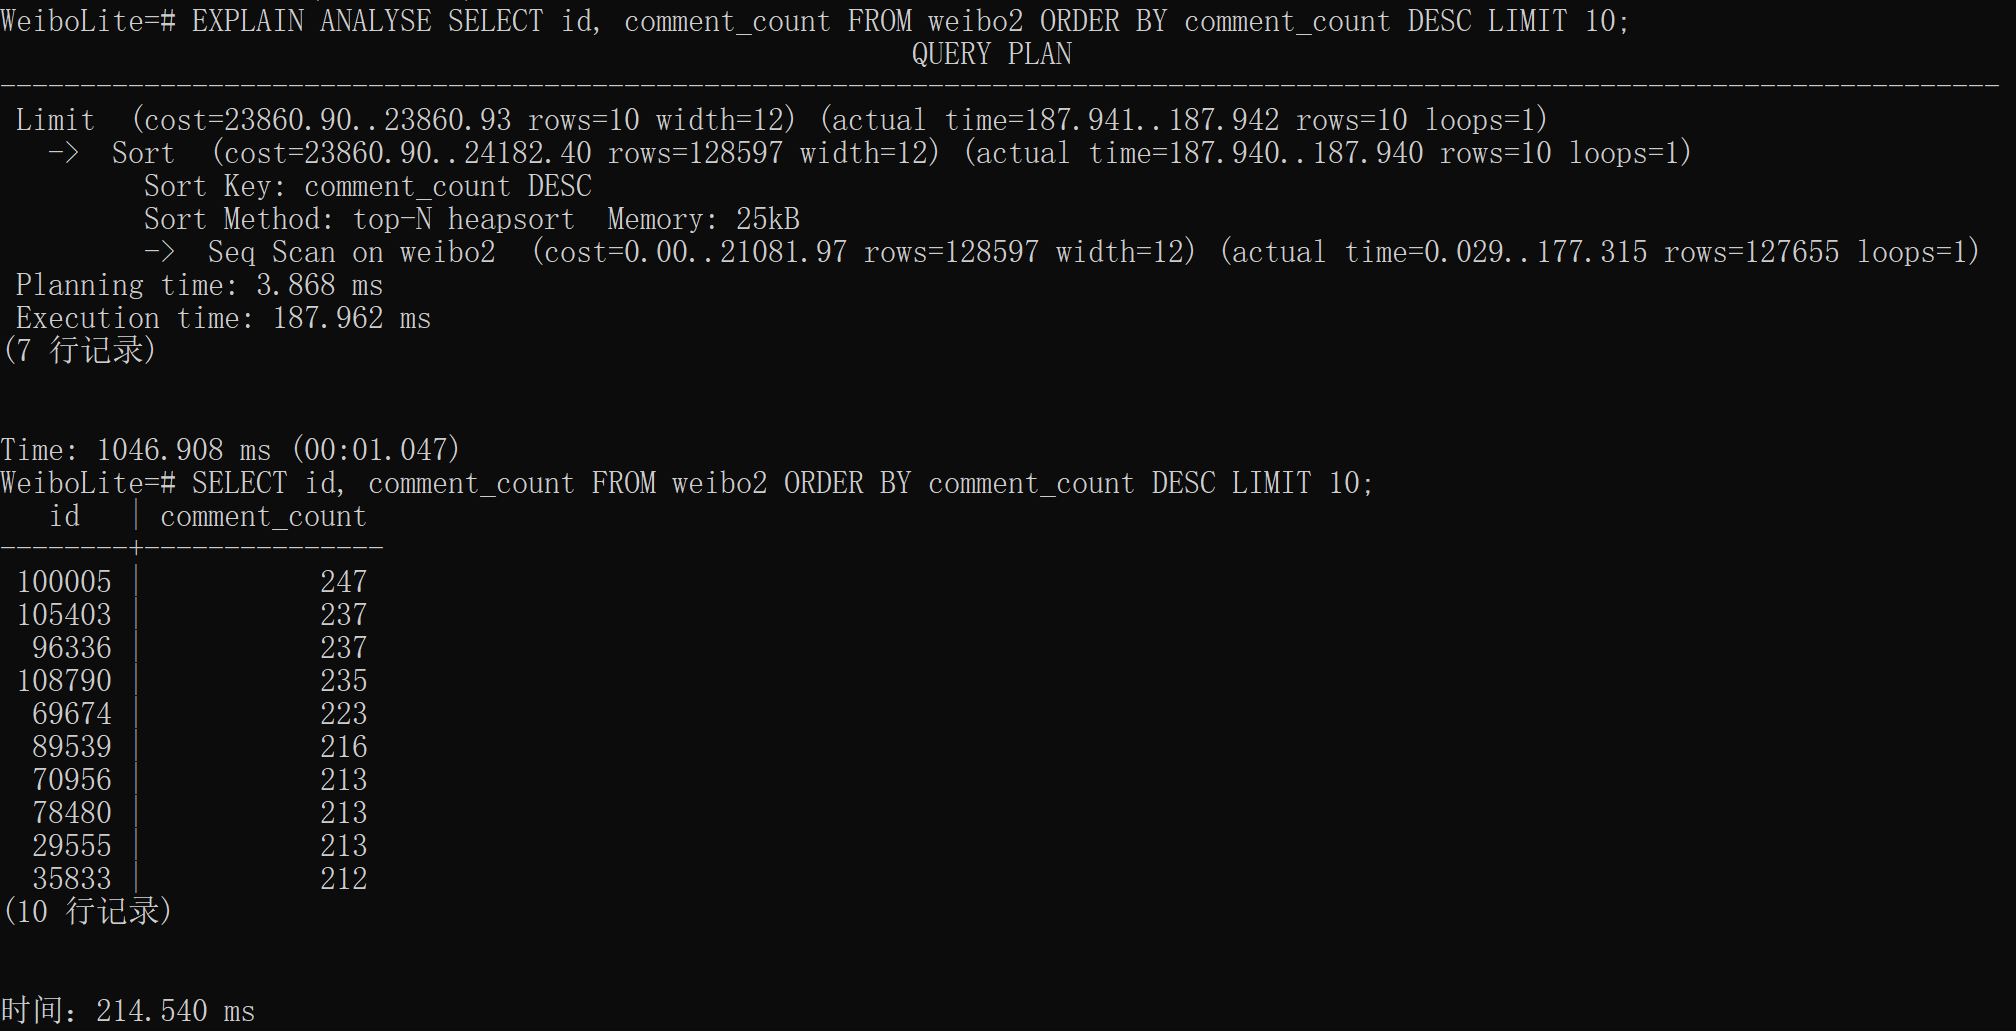 WeiboLite=# EXPLAIN ANALYSE SELECT id, comment_count FROM weibo2 ORDER BY comment_count DESC LIMIT 10;
QUERY PLAN
-----------------------------------------------------------------------------------------------------------------------------
Limit  (cost=23860.90..23860.93 rows=10 width=12) (actual time=187.941..187.942 rows=10 loops=1)
  ->  Sort  (cost=23860.90..24182.40 rows=128597 width=12) (actual time=187.940..187.940 rows=10 loops=1)
        Sort Key: comment_count DESC
        Sort Method: top-N heapsort  Memory: 25kB
        ->  Seq Scan on weibo2  (cost=0.00..21081.97 rows=128597 width=12) (actual time=0.029..177.315 rows=127655 loops=1)
Planning time: 3.868 ms
Execution time: 187.962 ms
(7 行记录)
Time: 1046.908 ms (00:01.047)
WeiboLite=# SELECT id, comment_count FROM weibo2 ORDER BY comment_count DESC LIMIT 10;
   id   | comment_count
--------+---------------
 100005 |           247
 105403 |           237
  96336 |           237
 108790 |           235
  69674 |           223
  89539 |           216
  70956 |           213
  78480 |           213
  29555 |           213
  35833 |           212
(10 行记录)
时间：214.540 ms